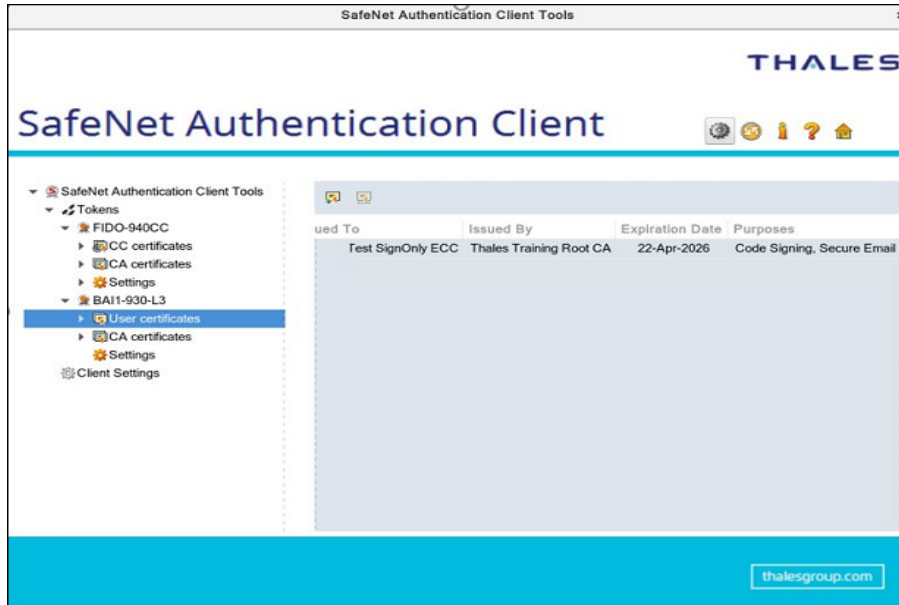 SafeNet Authentication Client Tools
THALES
SafeNet Authentication Client
SafeNet Authentication Client Tools
Tokens
FIDO-940CC
CC certificates
CA certificates
Settings
BAI1-930-L3
User certificates
CA certificates
Settings
Client Settings
ued To Issued By Expiration Date Purposes
Test SignOnly ECC Thales Training Root CA 22-Apr-2026 Code Signing, Secure Email
thalesgroup.com